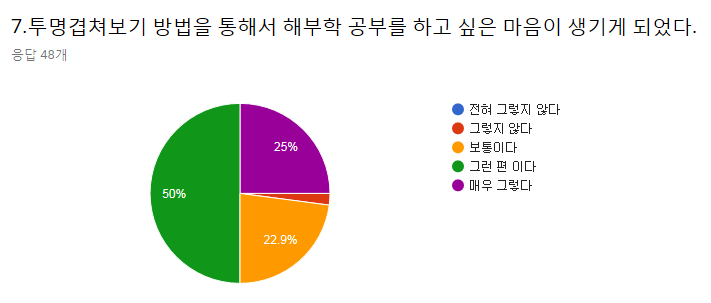 7.투명겹쳐보기 방법을 통해서 해부학 공부를 하고 싶은 마음이 생기게 되었다.
응답 48개
25%
50%
22.9%
전혀 그렇지 않다
그렇지 않다
보통이다
그런 편 이다
매우 그렇다